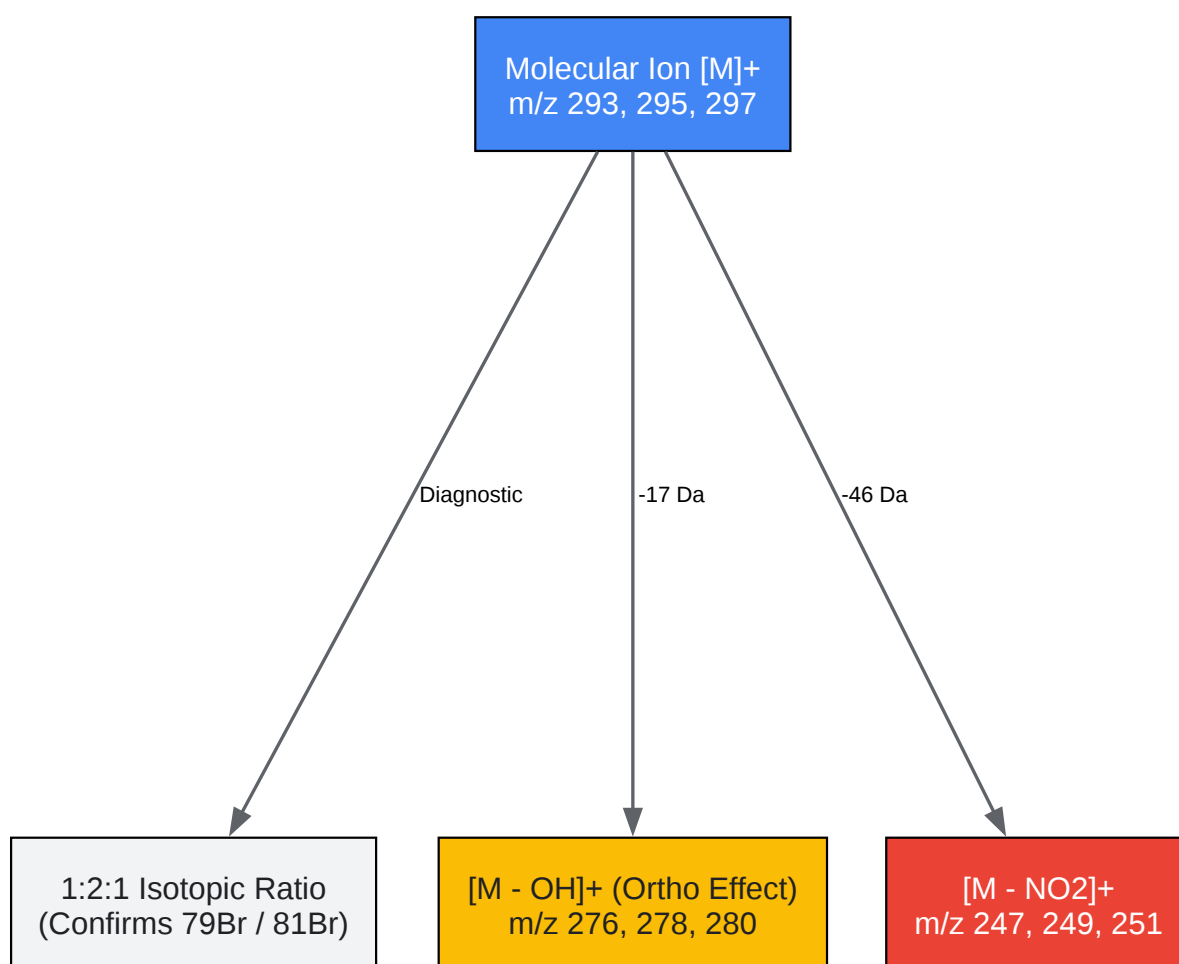 Molecular Ion [M]+
m/z 293, 295, 297
Diagnostic
-17 Da
-46 Da
1:2:1 Isotopic Ratio
(Confirms 79Br / 81Br)
[M - OH]+ (Ortho Effect)
m/z 276, 278, 280
[M - NO2]+
m/z 247, 249, 251